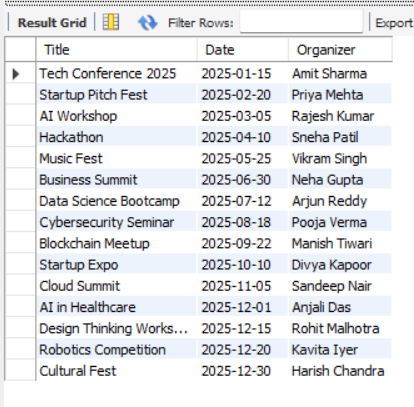 Result Grid Filter Rows: Export
Title Date Organizer
Tech Conference 2025 2025-01-15 Amit Sharma
Startup Pitch Fest 2025-02-20 Priya Mehta
AI Workshop 2025-03-05 Rajesh Kumar
Hackathon 2025-04-10 Sneha Patil
Music Fest 2025-05-25 Vikram Singh
Business Summit 2025-06-30 Neha Gupta
Data Science Bootcamp 2025-07-12 Arjun Reddy
Cybersecurity Seminar 2025-08-18 Pooja Verma
Blockchain Meetup 2025-09-22 Manish Tiwari
Startup Expo 2025-10-10 Divya Kapoor
Cloud Summit 2025-11-05 Sandeep Nair
AI in Healthcare 2025-12-01 Anjali Das
Design Thinking Works... 2025-12-15 Rohit Malhotra
Robotics Competition 2025-12-20 Kavita Iyer
Cultural Fest 2025-12-30 Harish Chandra